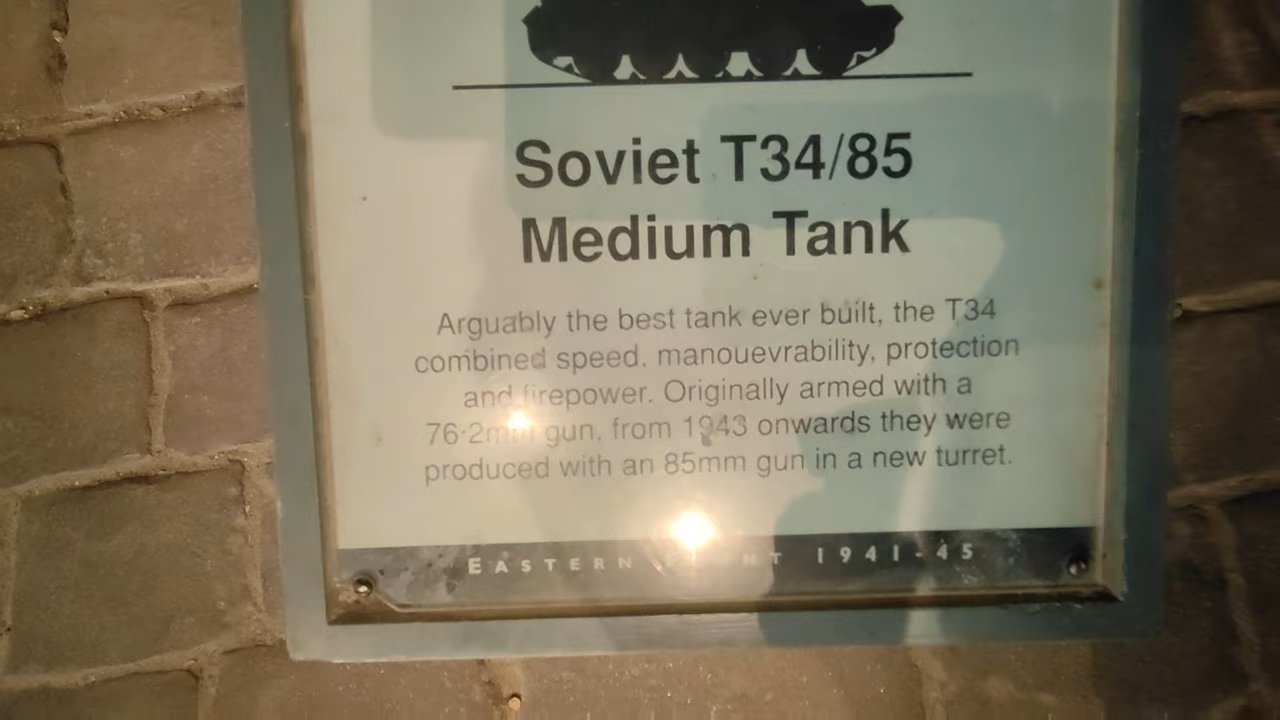 Soviet T34/85
Medium Tank
Arguably the best tank ever built, the T34
combined speed, manouevrability, protection
and firepower. Originally armed with a
76·2mm gun, from 1943 onwards they were
produced with an 85mm gun in a new turret.
EASTERN 1941-45